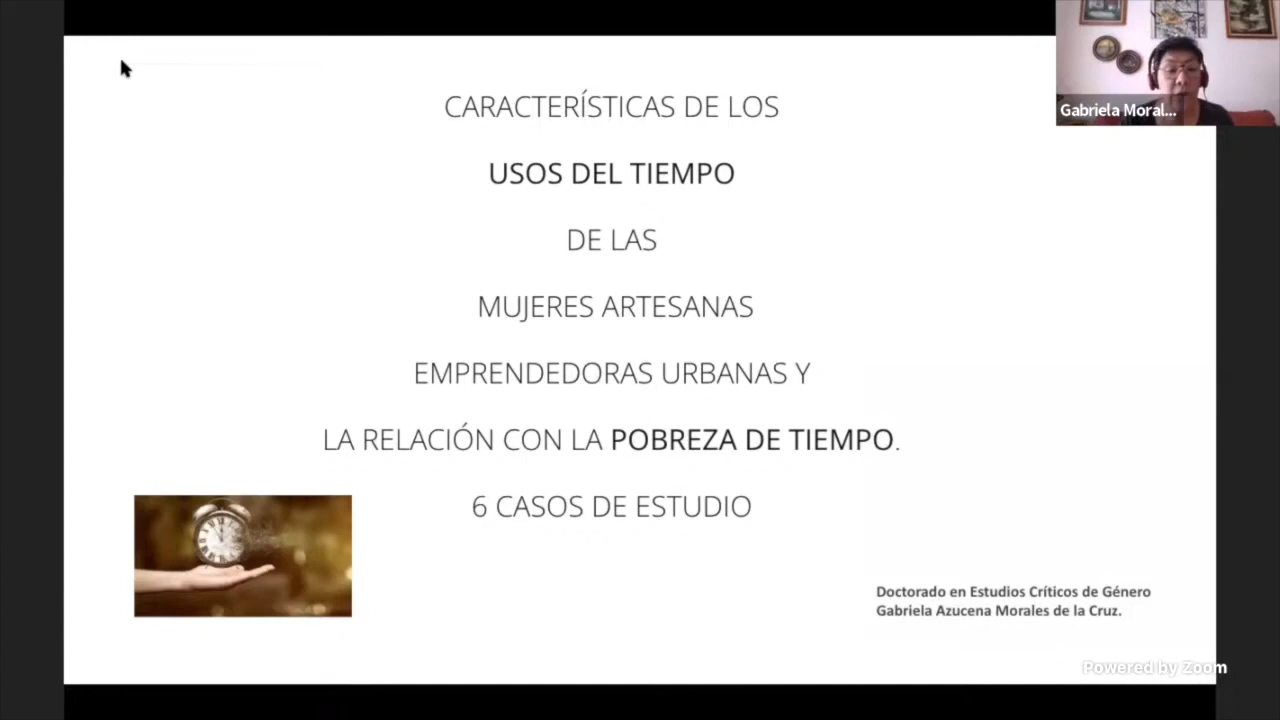 CARACTERÍSTICAS DE LOS
USOS DEL TIEMPO
DE LAS
MUJERES ARTESANAS
EMPRENDEDORAS URBANAS Y
LA RELACIÓN CON LA POBREZA DE TIEMPO.
6 CASOS DE ESTUDIO
Doctorado en Estudios Críticos de Género
Gabriela Azucena Morales de la Cruz.
Gabriela Moral...
Powered by Zoom